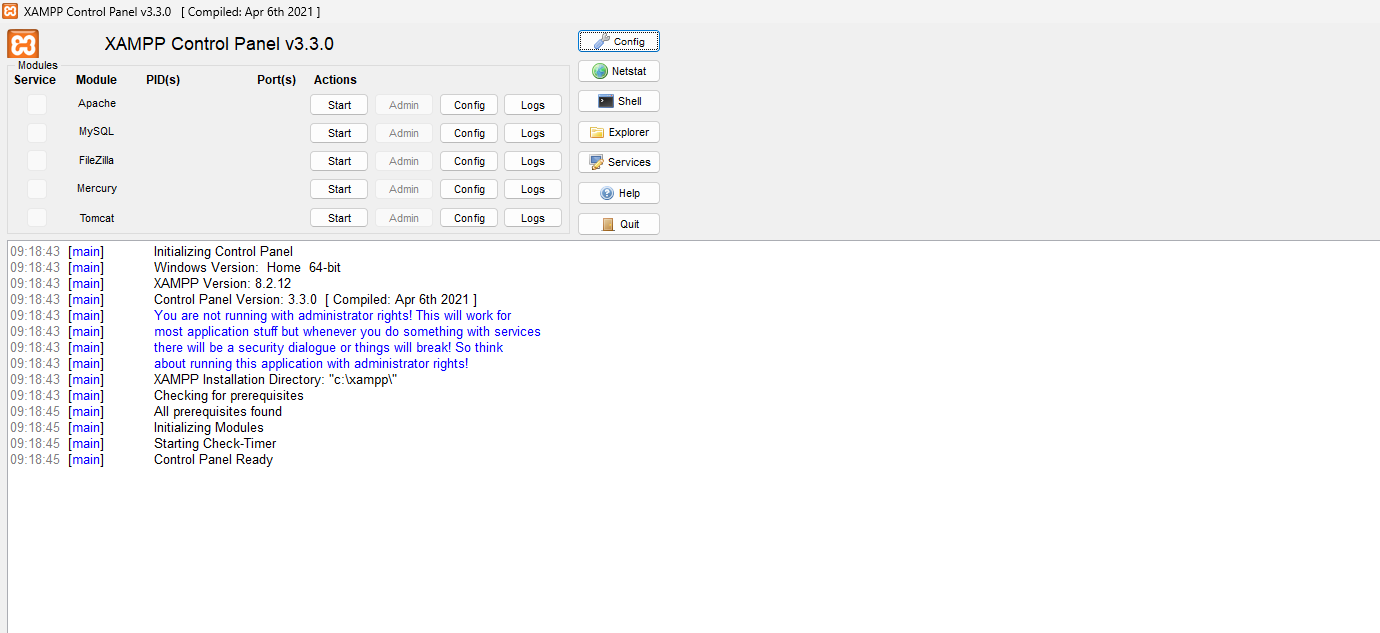 XAMPP Control Panel v3.3.0 [ Compiled: Apr 6th 2021 ]
XAMPP Control Panel v3.3.0
Config
Modules
Service Module PID(s) Port(s) Actions
Netstat
Apache Start Admin Config Logs
Shell
MySQL Start Admin Config Logs
Explorer
FileZilla Start Admin Config Logs
Services
Mercury Start Admin Config Logs
Help
Tomcat Start Admin Config Logs
Quit
09:18:43 [main] Initializing Control Panel
09:18:43 [main] Windows Version: Home 64-bit
09:18:43 [main] XAMPP Version: 8.2.12
09:18:43 [main] Control Panel Version: 3.3.0 [ Compiled: Apr 6th 2021 ]
09:18:43 [main] You are not running with administrator rights! This will work for
09:18:43 [main] most application stuff but whenever you do something with services
09:18:43 [main] there will be a security dialogue or things will break! So think
09:18:43 [main] about running this application with administrator rights!
09:18:43 [main] XAMPP Installation Directory: "c:\xampp\"
09:18:43 [main] Checking for prerequisites
09:18:45 [main] All prerequisites found
09:18:45 [main] Initializing Modules
09:18:45 [main] Starting Check-Timer
09:18:45 [main] Control Panel Ready